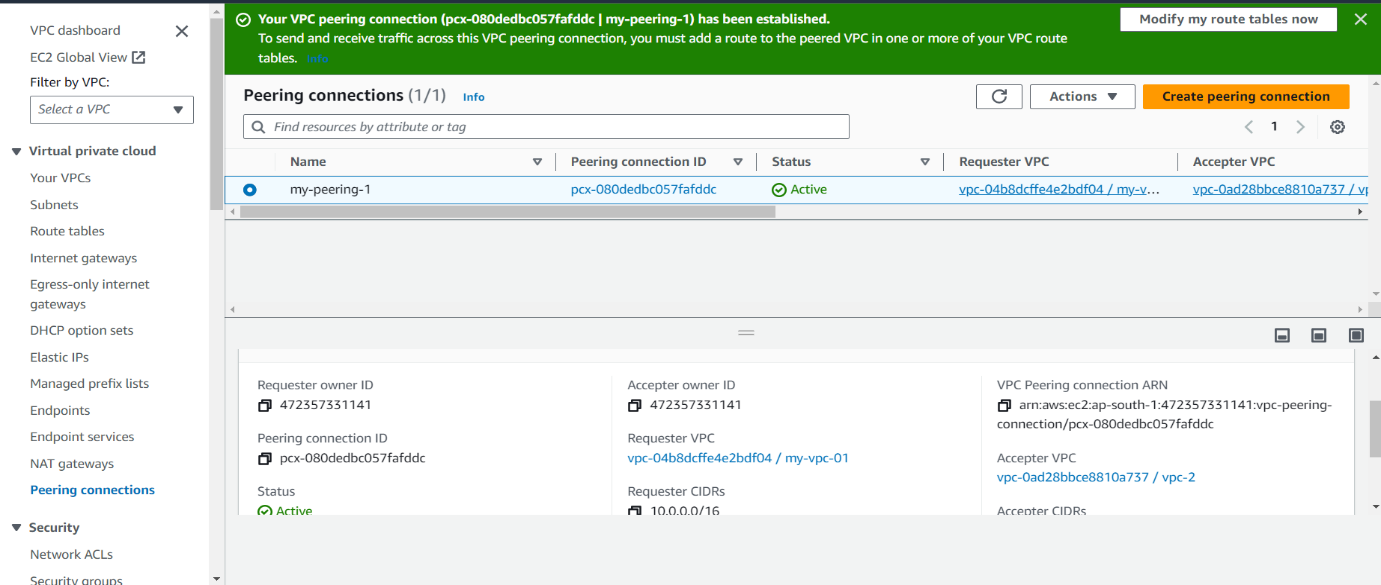 VPC dashboard
EC2 Global View
Filter by VPC:
Select a VPC
Virtual private cloud
Your VPCs
Subnets
Route tables
Internet gateways
Egress-only internet
gateways
DHCP option sets
Elastic IPs
Managed prefix lists
Endpoints
Endpoint services
NAT gateways
Peering connections
Security
Network ACLs
Security groups
Your VPC peering connection (pcx-080dedbc057fafddc | my-peering-1) has been established.
To send and receive traffic across this VPC peering connection, you must add a route to the peered VPC in one or more of your VPC route
tables. Info
Modify my route tables now
Peering connections (1/1) Info
Actions
Create peering connection
Find resources by attribute or tag
1
Name Peering connection ID Status Requester VPC Accepter VPC
my-peering-1 pcx-080dedbc057fafddc Active vpc-04b8dcffe4e2bdf04 / my-v... vpc-0ad28bbce8810a737 / vp
Requester owner ID
472357331141
Peering connection ID
pcx-080dedbc057fafddc
Status
Active
Accepter owner ID
472357331141
Requester VPC
vpc-04b8dcffe4e2bdf04 / my-vpc-01
Requester CIDRs
10.0.0.0/16
VPC Peering connection ARN
arn:aws:ec2:ap-south-1:472357331141:vpc-peering-
connection/pcx-080dedbc057fafddc
Accepter VPC
vpc-0ad28bbce8810a737 / vpc-2
Accepter CIDRs